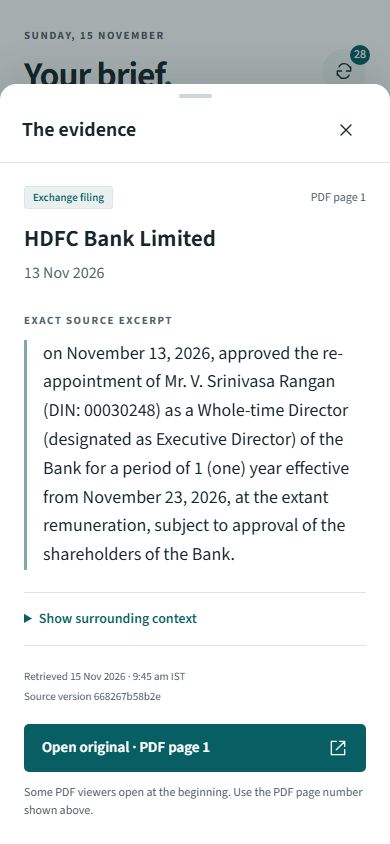 SUNDAY, 15 NOVEMBER
Your brief.
28
The evidence
Exchange filing
PDF page 1
HDFC Bank Limited
13 Nov 2026
EXACT SOURCE EXCERPT
on November 13, 2026, approved the re-
appointment of Mr. V. Srinivasa Rangan
(DIN: 00030248) as a Whole-time Director
(designated as Executive Director) of the
Bank for a period of 1 (one) year effective
from November 23, 2026, at the extant
remuneration, subject to approval of the
shareholders of the Bank.
Show surrounding context
Retrieved 15 Nov 2026 · 9:45 am IST
Source version 668267b58b2e
Open original · PDF page 1
Some PDF viewers open at the beginning. Use the PDF page number
shown above.